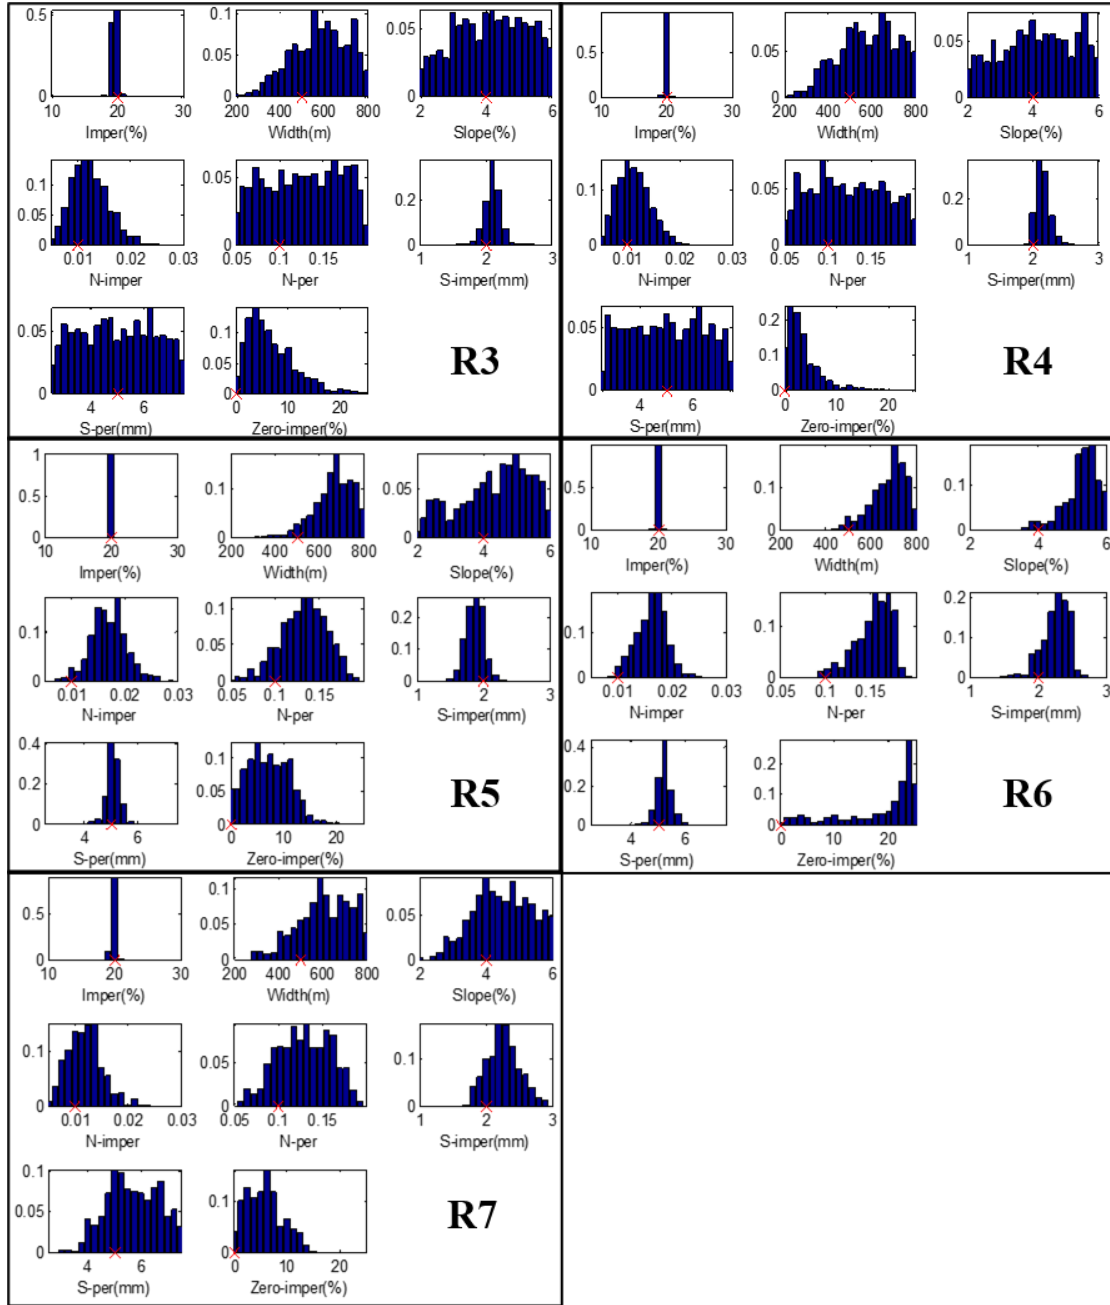 0.5
0
10 20 30
Imper(%)
0.1
0.05
0
200 400 600 800
Width(m)
0.05
0
2 4 6
Slope(%)
0.1
0.05
0
0.01 0.02 0.03
N-imper
0.05
0
0.05 0.1 0.15
N-per
0.2
0
1 2 3
S-imper(mm)
0.05
0
4 6
S-per(mm)
0.1
0.05
0
0 10 20
Zero-imper(%)
R3
0.5
0
10 20 30
Imper(%)
0.05
0
200 400 600 800
Width(m)
0.05
0
2 4 6
Slope(%)
0.1
0
0.01 0.02 0.03
N-imper
0.05
0
0.05 0.1 0.15
N-per
0.2
0
1 2 3
S-imper(mm)
0.05
0
4 6
S-per(mm)
0.2
0.1
0
0 10 20
Zero-imper(%)
R4
1
0.5
0
10 20 30
Imper(%)
0.1
0
200 400 600 800
Width(m)
0.05
0
2 4 6
Slope(%)
0.1
0
0.01 0.02 0.03
N-imper
0.1
0.05
0
0.05 0.1 0.15
N-per
0.2
0.1
0
1 2 3
S-imper(mm)
0.4
0.2
0
4 6
S-per(mm)
0.1
0.05
0
0 10 20
Zero-imper(%)
R5
0.5
0
10 20 30
Imper(%)
0.1
0
200 400 600 800
Width(m)
0.1
0
2 4 6
Slope(%)
0.1
0
0.01 0.02 0.03
N-imper
0.1
0
0.05 0.1 0.15
N-per
0.2
0.1
0
1 2 3
S-imper(mm)
0.4
0.2
0
4 6
S-per(mm)
0.2
0.1
0
0 10 20
Zero-imper(%)
R6
0.5
0
10 20 30
Imper(%)
0.1
0.05
0
200 400 600 800
Width(m)
0.05
0
2 4 6
Slope(%)
0.1
0
0.01 0.02 0.03
N-imper
0.05
0
0.05 0.1 0.15
N-per
0.1
0
1 2 3
S-imper(mm)
0.1
0.05
0
4 6
S-per(mm)
0.1
0
0 10 20
Zero-imper(%)
R7